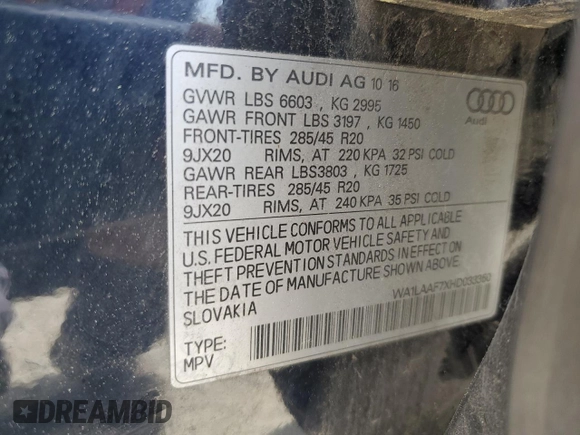 MFD. BY AUDI AG 10 16
GVWR LBS 6603 , KG 2995
GAWR FRONT LBS 3197 , KG 1450
FRONT-TIRES 285/45 R20
9JX20 RIMS, AT 220 KPA 32 PSI COLD
GAWR REAR LBS3803 , KG 1725
REAR-TIRES 285/45 R20
9JX20 RIMS, AT 240 KPA 35 PSI COLD
Audi
THIS VEHICLE CONFORMS TO ALL APPLICABLE
U.S. FEDERAL MOTOR VEHICLE SAFETY AND
THEFT PREVENTION STANDARDS IN EFFECT ON
THE DATE OF MANUFACTURE SHOWN ABOVE.
SLOVAKIA
WA1LAAF7XHD033360
TYPE:
MPV
DREAMBID